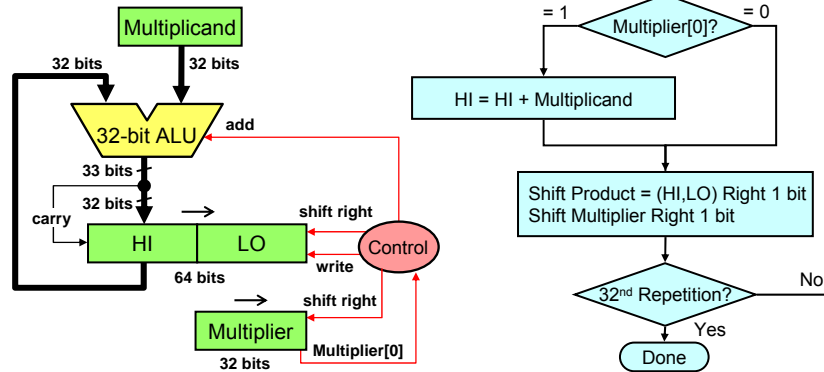 Multiplicand
32 bits
32 bits
32-bit ALU
add
33 bits
32 bits
carry
HI
LO
64 bits
shift right
write
Control
shift right
Multiplier
32 bits
Multiplier[0]
= 1
Multiplier[0]?
= 0
HI = HI + Multiplicand
Shift Product = (HI,LO) Right 1 bit
Shift Multiplier Right 1 bit
32nd Repetition?
No
Yes
Done